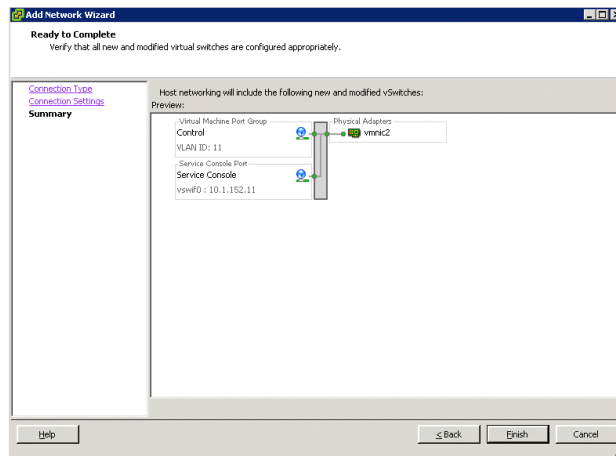 Add Network Wizard
Ready to Complete
Verify that all new and modified virtual switches are configured appropriately.
Connection Type
Connection Settings
Summary
Host networking will include the following new and modified vSwitches:
Preview:
Virtual Machine Port Group
Physical Adapters
Control
vmnic2
VLAN ID: 11
Service Console Port
Service Console
vswif0 : 10.1.152.11
Help
≤ Back
Finish
Cancel